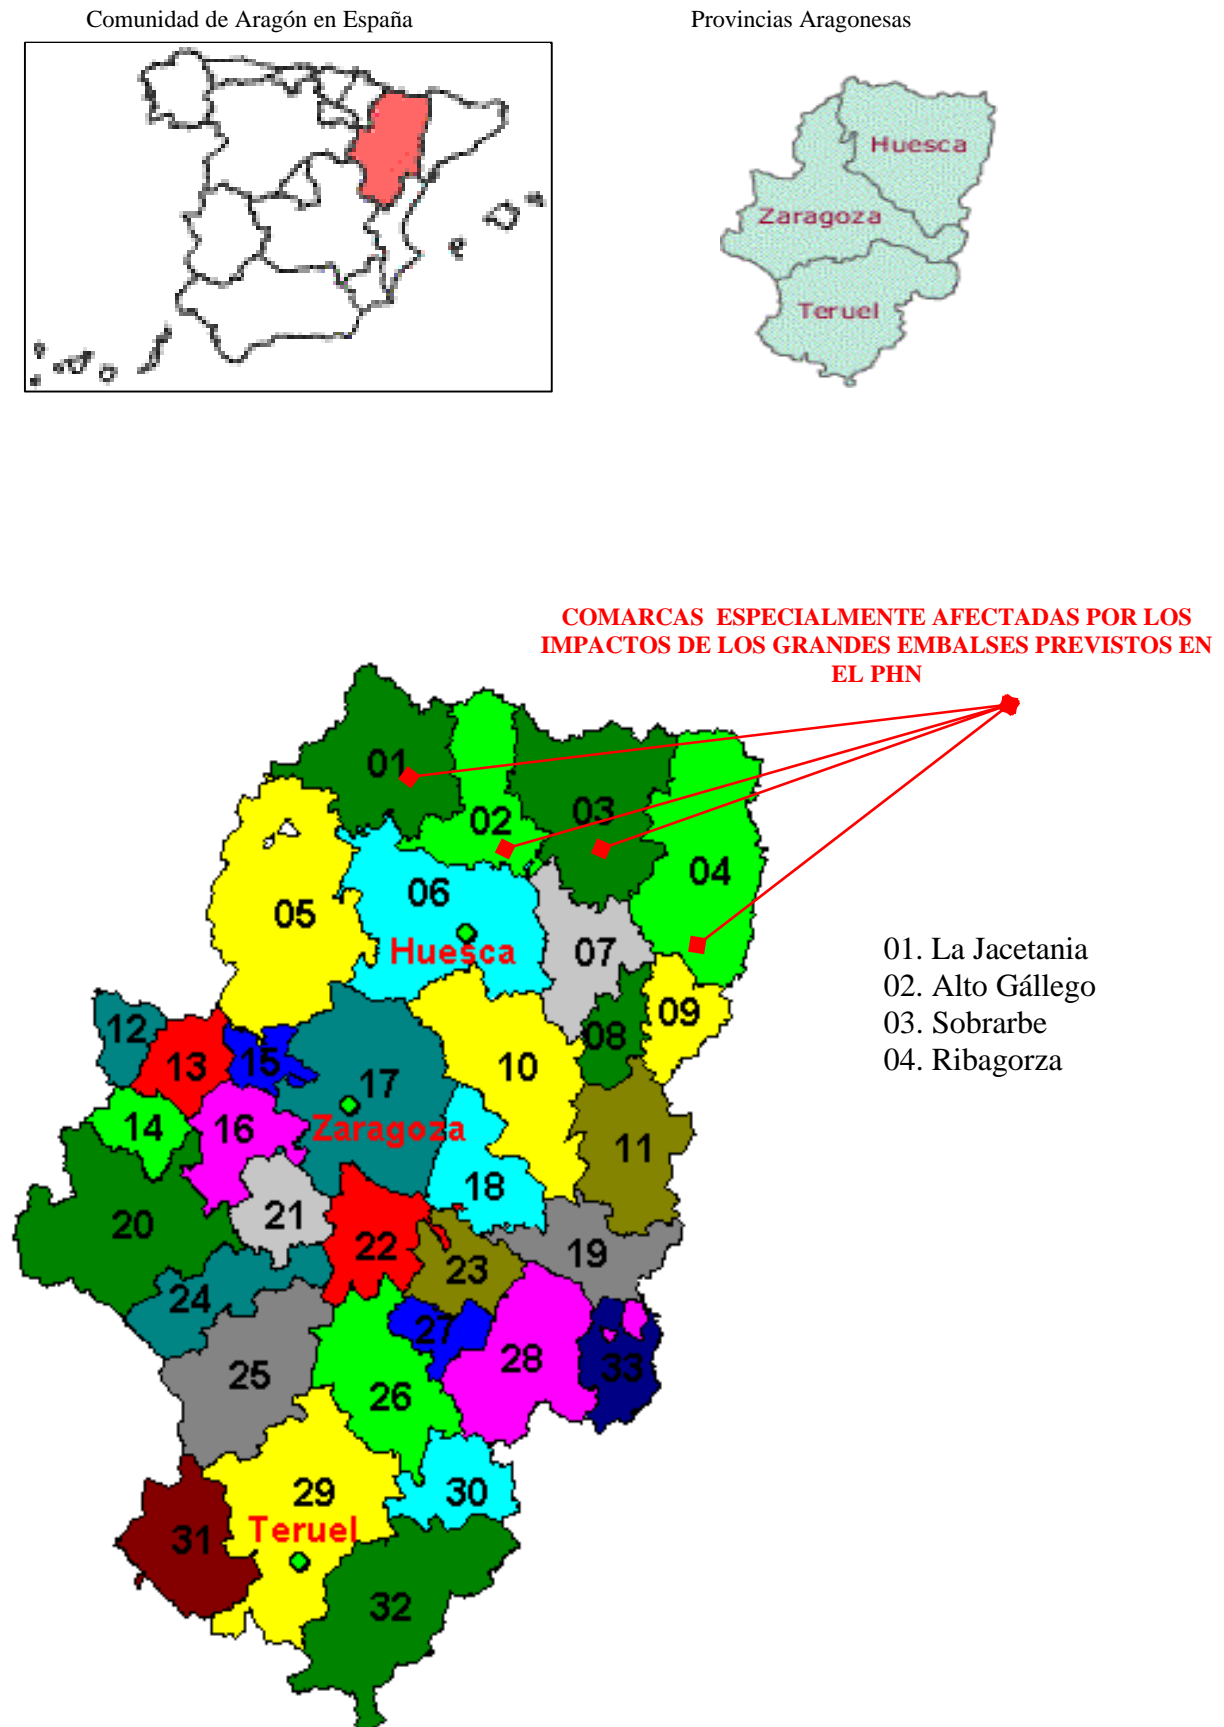 Comunidad de Aragón en España
Provincias Aragonesas
Huesca
Zaragoza
Teruel
COMARCAS ESPECIALMENTE AFECTADAS POR LOS
IMPACTOS DE LOS GRANDES EMBALSES PREVISTOS EN
EL PHN
01
02
03
04
05
06
Huesca
07
08
09
10
11
12
13
14
15
16
17
Zaragoza
18
19
20
21
22
23
24
25
26
27
28
33
29
Teruel
30
31
32
01. La Jacetania
02. Alto Gállego
03. Sobrarbe
04. Ribagorza